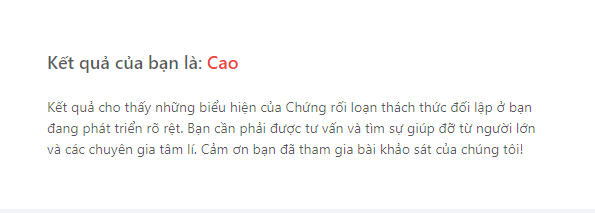 Kết quả của bạn là: Cao
Kết quả cho thấy những biểu hiện của Chứng rối loạn thách thức đối lập ở bạn
đang phát triển rõ rệt. Bạn cần phải được tư vấn và tìm sự giúp đỡ từ người lớn
và các chuyên gia tâm lí. Cảm ơn bạn đã tham gia bài khảo sát của chúng tôi!